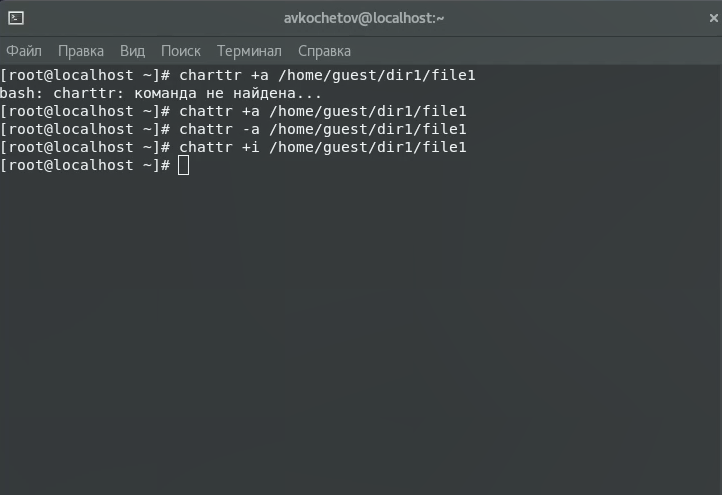 avkochetov@localhost:~
Файл Правка Вид Поиск Терминал Справка
[root@localhost ~]# charttr +a /home/guest/dir1/file1
bash: charttr: команда не найдена...
[root@localhost ~]# chattr +a /home/guest/dir1/file1
[root@localhost ~]# chattr -a /home/guest/dir1/file1
[root@localhost ~]# chattr +i /home/guest/dir1/file1
[root@localhost ~]#